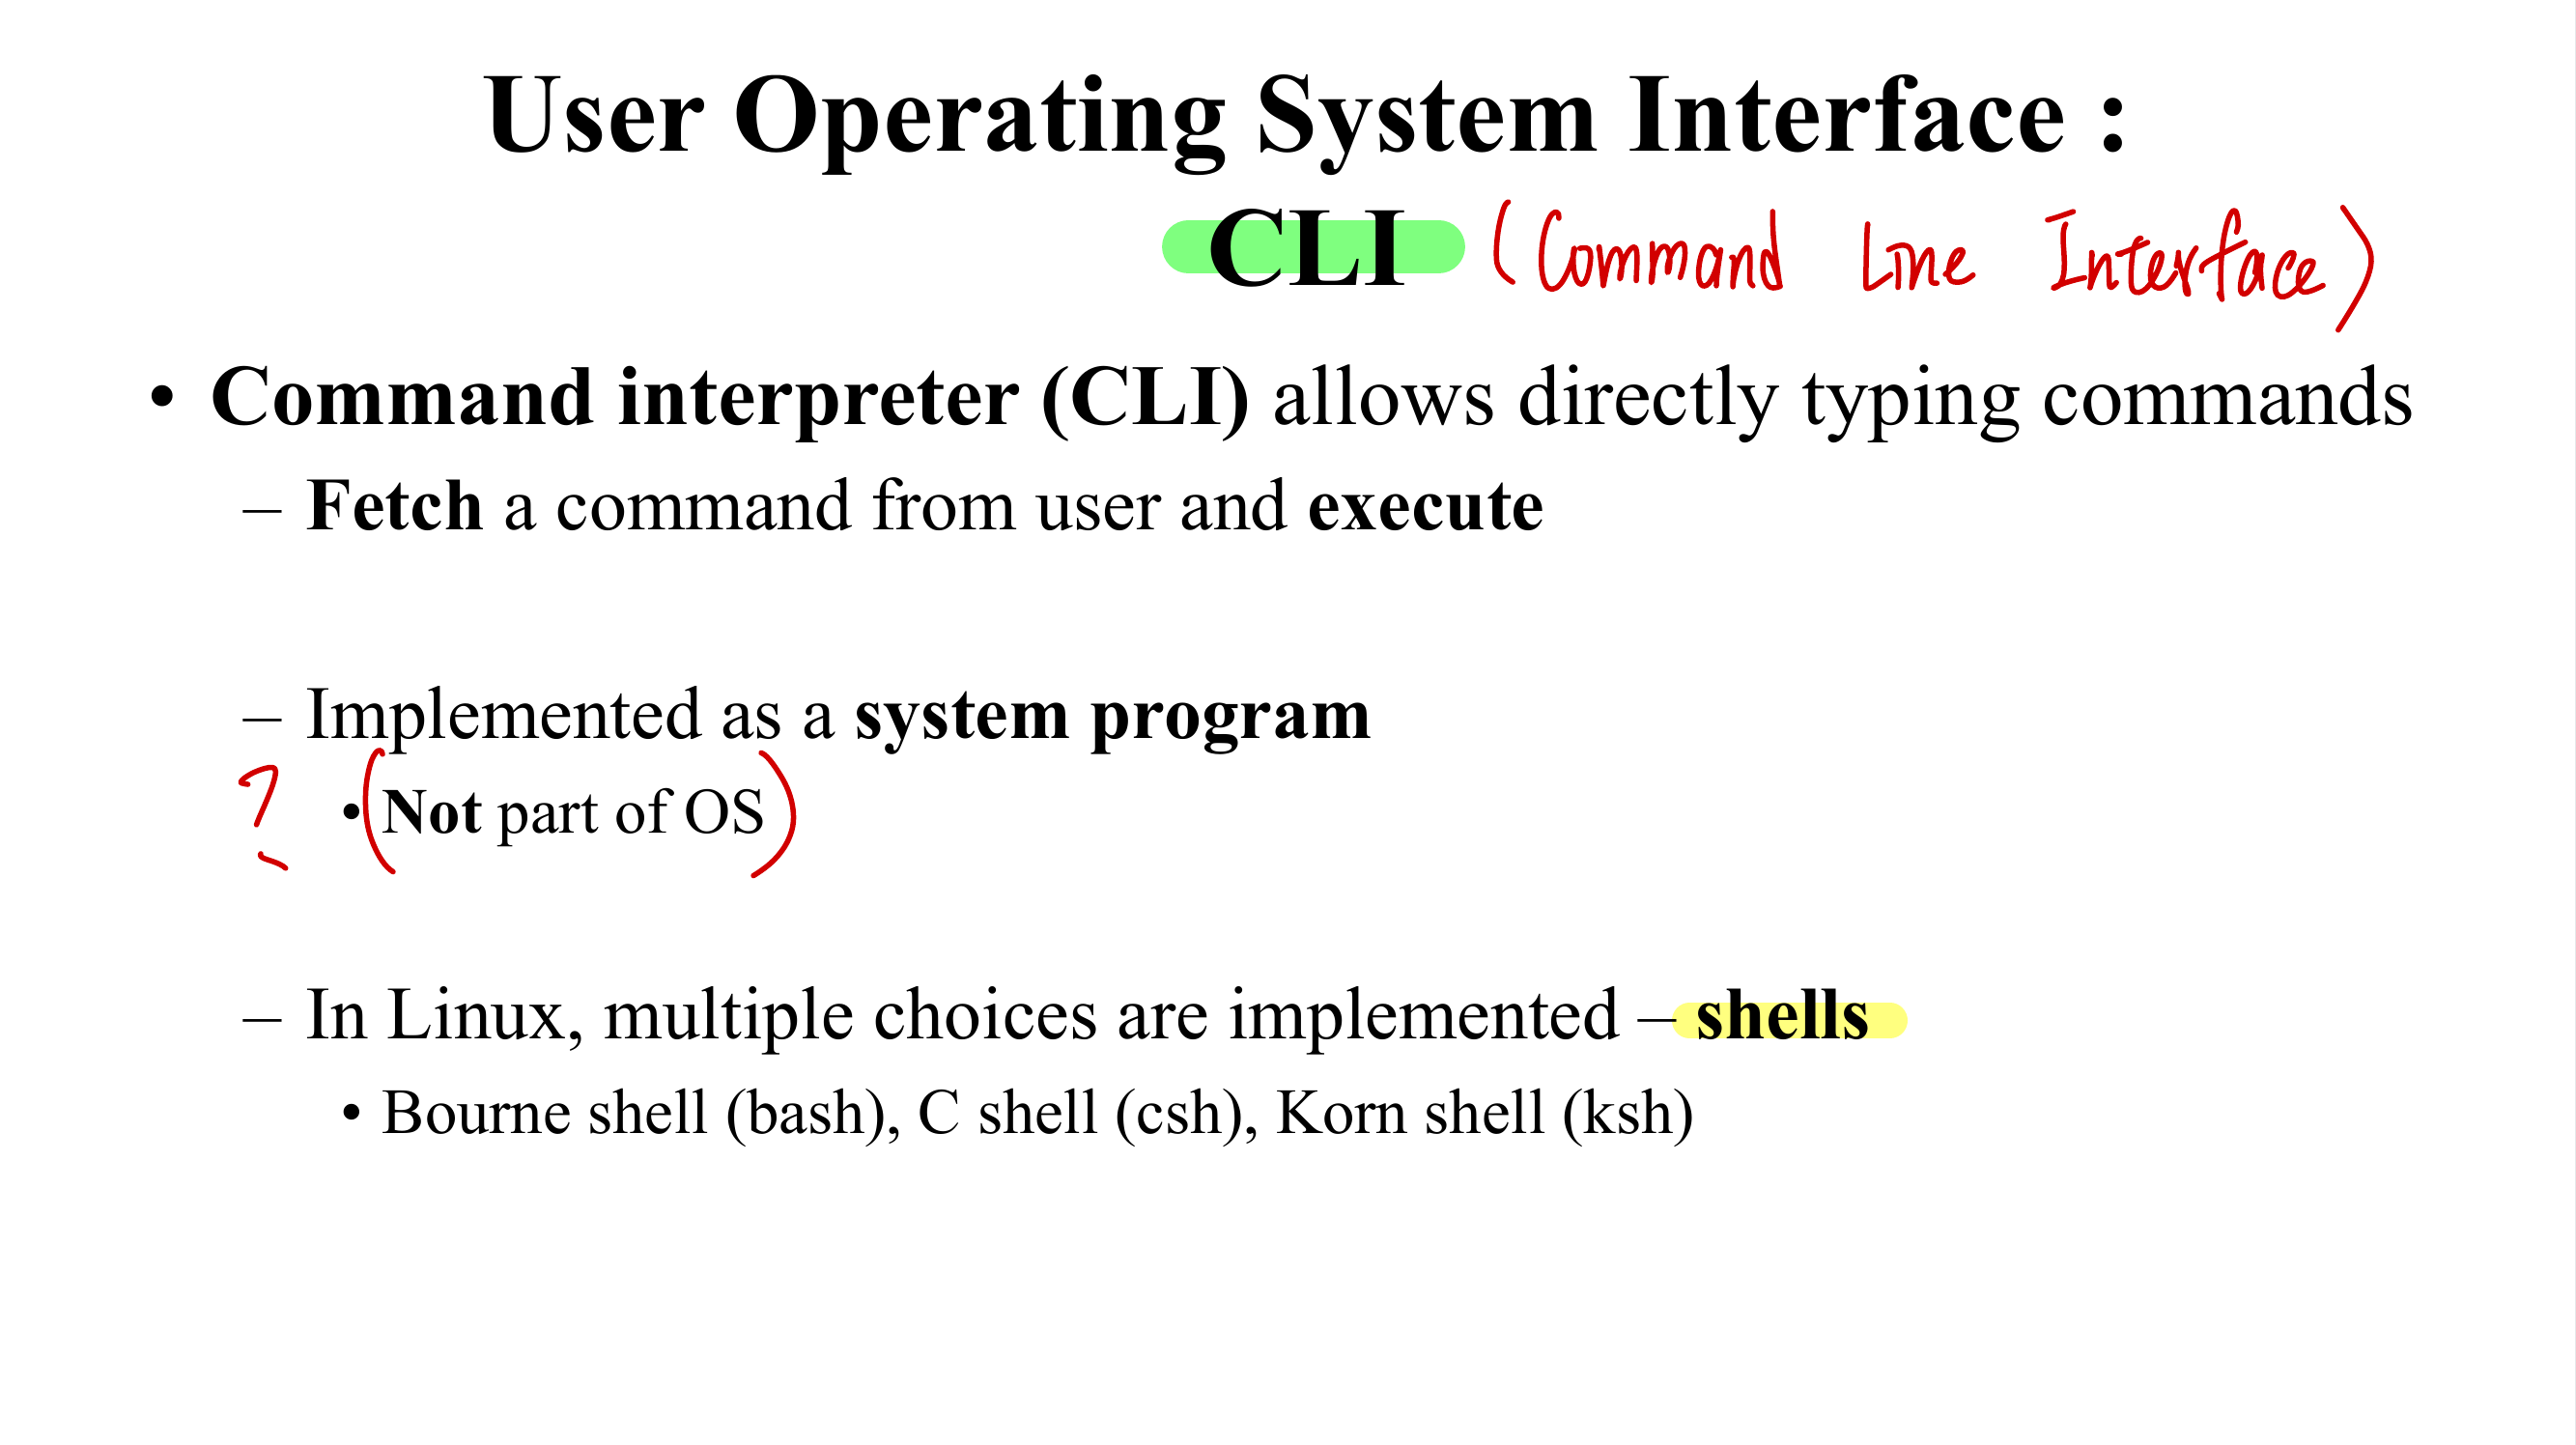 User Operating System Interface :
CLI (Command Line Interface)
• Command interpreter (CLI) allows directly typing commands
– Fetch a command from user and execute
– Implemented as a system program
? • (Not part of OS)
– In Linux, multiple choices are implemented – shells
• Bourne shell (bash), C shell (csh), Korn shell (ksh)